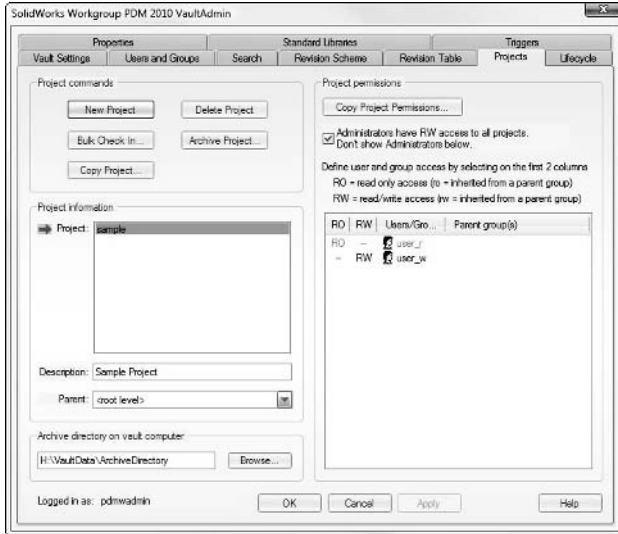 SolidWorks Workgroup PDM 2010 VaultAdmin
Properties
Standard Libraries
Triggers
Vault Settings
Users and Groups
Search
Revision Scheme
Revision Table
Projects
Lifecycle
Project commands
New Project
Delete Project
Bulk Check In...
Archive Project...
Copy Project...
Project information
Project:
sample
Description:
Sample Project
Parent:
<root level>
Archive directory on vault computer
H:\VaultData\ArchiveDirectory
Browse...
Project permissions
Copy Project Permissions...
Administrators have RW access to all projects.
Don't show Administrators below.
Define user and group access by selecting on the first 2 columns
RO = read only access (ro = inherited from a parent group)
RW = read/write access (rw = inherited from a parent group)
RO RW Users/Gro... Parent group(s)
RO -- user_r
-- RW user_w
Logged in as: pdmwadmin
OK
Cancel
Apply
Help